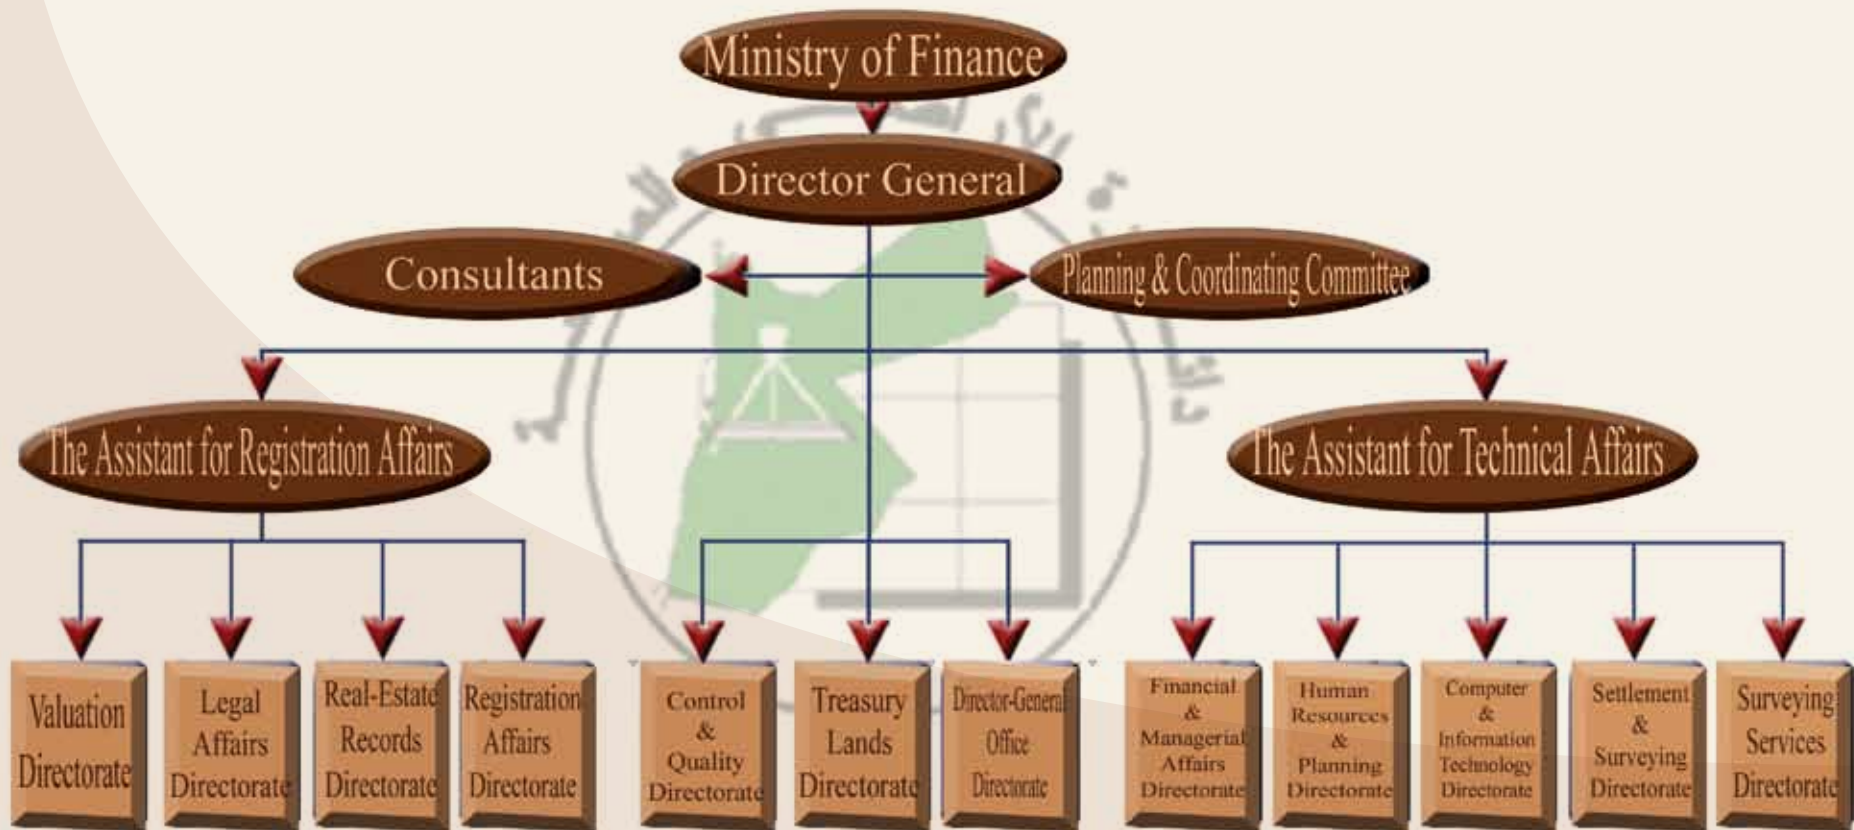 Ministry of Finance
Director General
Consultants
Planning & Coordinating Committee
The Assistant for Registration Affairs
The Assistant for Technical Affairs
Valuation
Directorate
Legal
Affairs
Directorate
Real-Estate
Records
Directorate
Registration
Affairs
Directorate
Control
&
Quality
Directorate
Treasury
Lands
Directorate
Director-General
Office
Directorate
Financial
&
Managerial
Affairs
Directorate
Human
Resources
&
Planning
Directorate
Computer
&
Information
Technology
Directorate
Settlement
&
Surveying
Directorate
Surveying
Services
Directorate